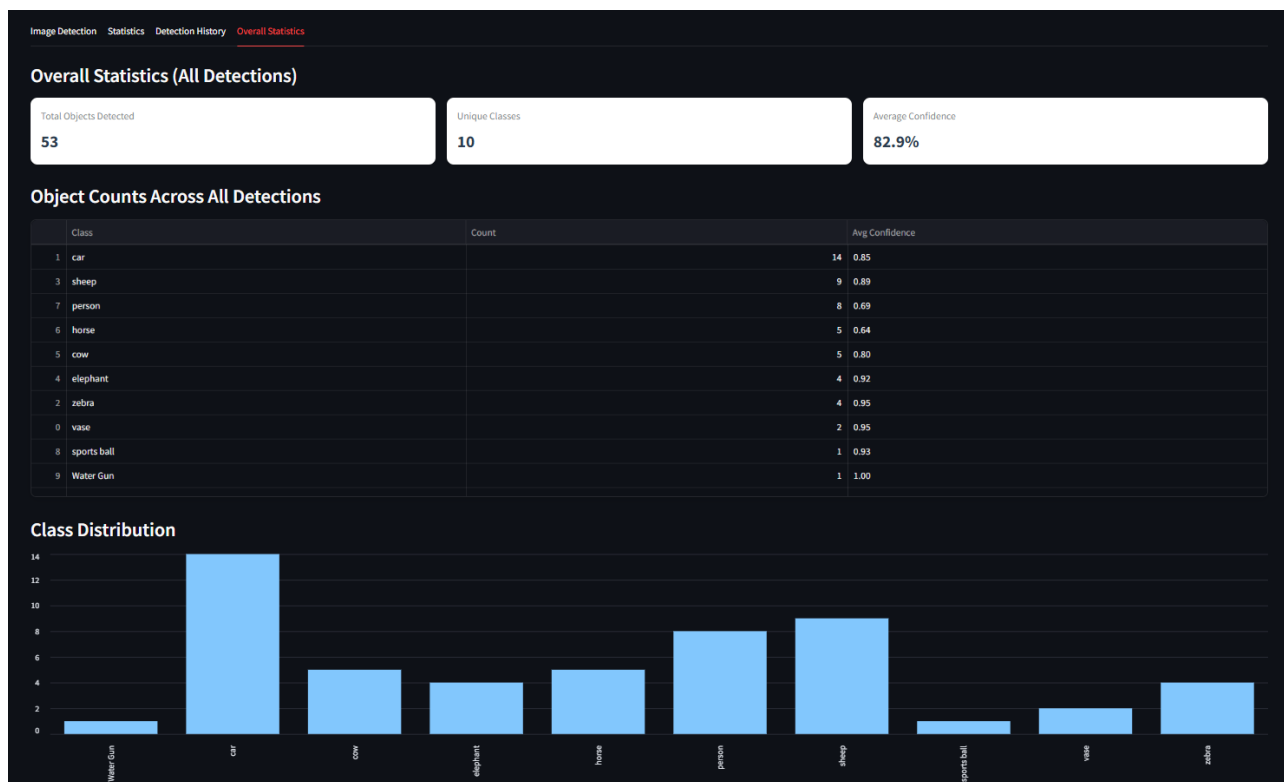 Image Detection Statistics Detection History Overall Statistics
Overall Statistics (All Detections)
Total Objects Detected Unique Classes Average Confidence
53 10 82.9%
Object Counts Across All Detections
Class Count Avg Confidence
1 car 14 0.85
3 sheep 9 0.89
7 person 8 0.69
6 horse 5 0.64
5 cow 5 0.80
4 elephant 4 0.92
2 zebra 4 0.95
0 vase 2 0.95
8 sports ball 1 0.93
9 Water Gun 1 1.00
Class Distribution
14
12
10
8
6
4
2
0
Water Gun car cow elephant horse person sheep sports ball vase zebra